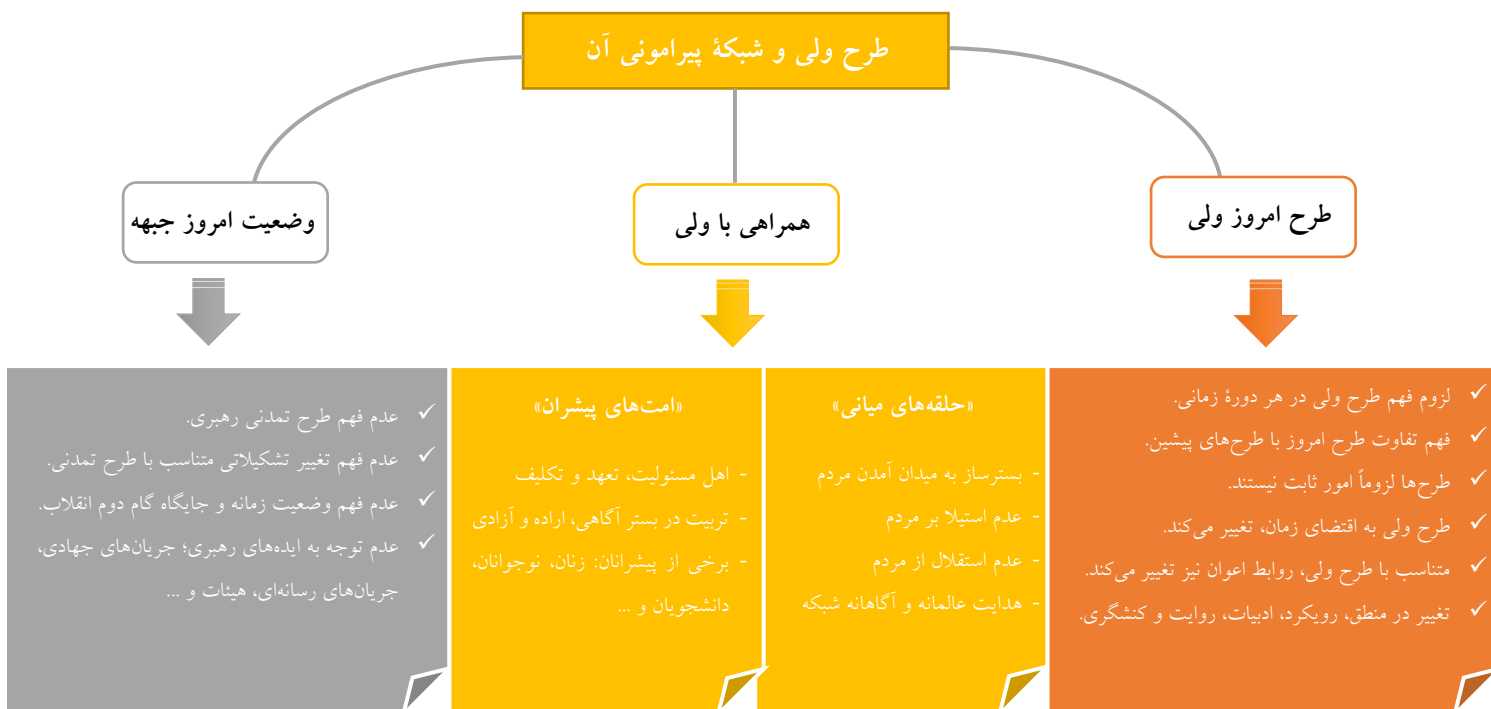 طرح ولی و شبکهٔ پیرامونی آن
طرح امروز ولی
همراهی با ولی
وضعیت امروز جبهه
✓ لزوم فهم طرح ولی در هر دورهٔ زمانی.
✓ فهم تفاوت طرح امروز با طرح‌های پیشین.
✓ طرح‌ها لزوماً امور ثابت نیستند.
✓ طرح ولی به اقتضای زمان، تغییر می‌کند.
✓ متناسب با طرح ولی، روابط اعوان نیز تغییر می‌کند.
✓ تغییر در منطق، رویکرد، ادبیات، روایت و کنشگری.
«حلقه‌های میانی»
- بسترساز به میدان آمدن مردم
- عدم استیلا بر مردم
- عدم استقلال از مردم
- هدایت عالمانه و آگاهانه شبکه
«امت‌های پیشران»
- اهل مسئولیت، تعهد و تکلیف
- تربیت در بستر آگاهی، اراده و آزادی
- برخی از پیشرانان: زنان، نوجوانان،
دانشجویان و ...
✓ عدم فهم طرح تمدنی رهبری.
✓ عدم فهم تغییر تشکیلاتی متناسب با طرح تمدنی.
✓ عدم فهم وضعیت زمانه و جایگاه گام دوم انقلاب.
✓ عدم توجه به ایده‌های رهبری؛ جریان‌های جهادی،
جریان‌های رسانه‌ای، هیئات و ...